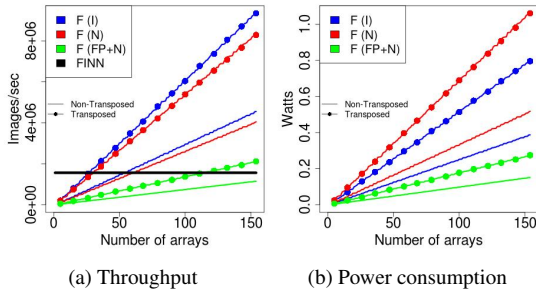 F (I)
F (N)
F (FP+N)
FINN
Non-Transposed
Transposed
Images/sec
0e+00
4e+06
8e+06
0
50
100
150
Number of arrays
(a) Throughput
F (I)
F (N)
F (FP+N)
Non-Transposed
Transposed
Watts
0.0
0.2
0.4
0.6
0.8
1.0
0
50
100
150
Number of arrays
(b) Power consumption